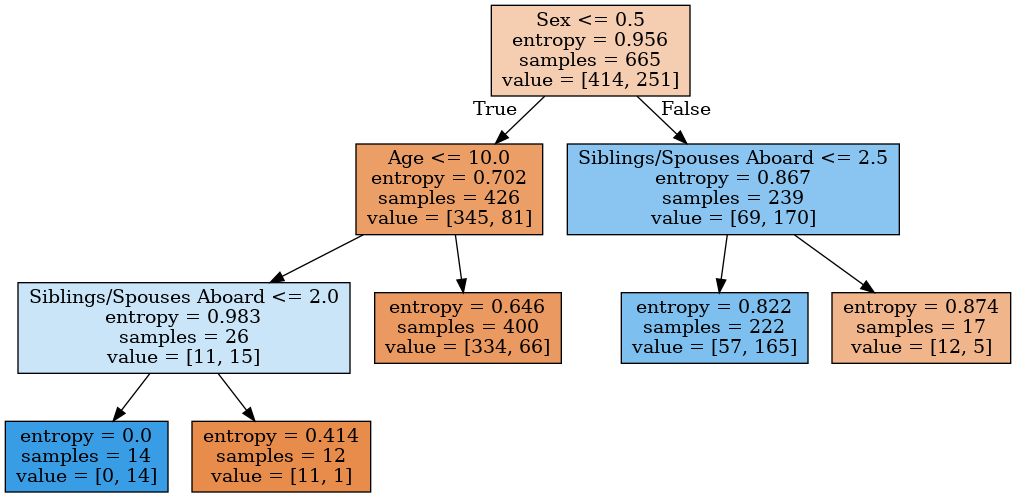 Sex <= 0.5
entropy = 0.956
samples = 665
value = [414, 251]
True
False
Age <= 10.0
entropy = 0.702
samples = 426
value = [345, 81]
Siblings/Spouses Aboard <= 2.5
entropy = 0.867
samples = 239
value = [69, 170]
Siblings/Spouses Aboard <= 2.0
entropy = 0.983
samples = 26
value = [11, 15]
entropy = 0.646
samples = 400
value = [334, 66]
entropy = 0.822
samples = 222
value = [57, 165]
entropy = 0.874
samples = 17
value = [12, 5]
entropy = 0.0
samples = 14
value = [0, 14]
entropy = 0.414
samples = 12
value = [11, 1]